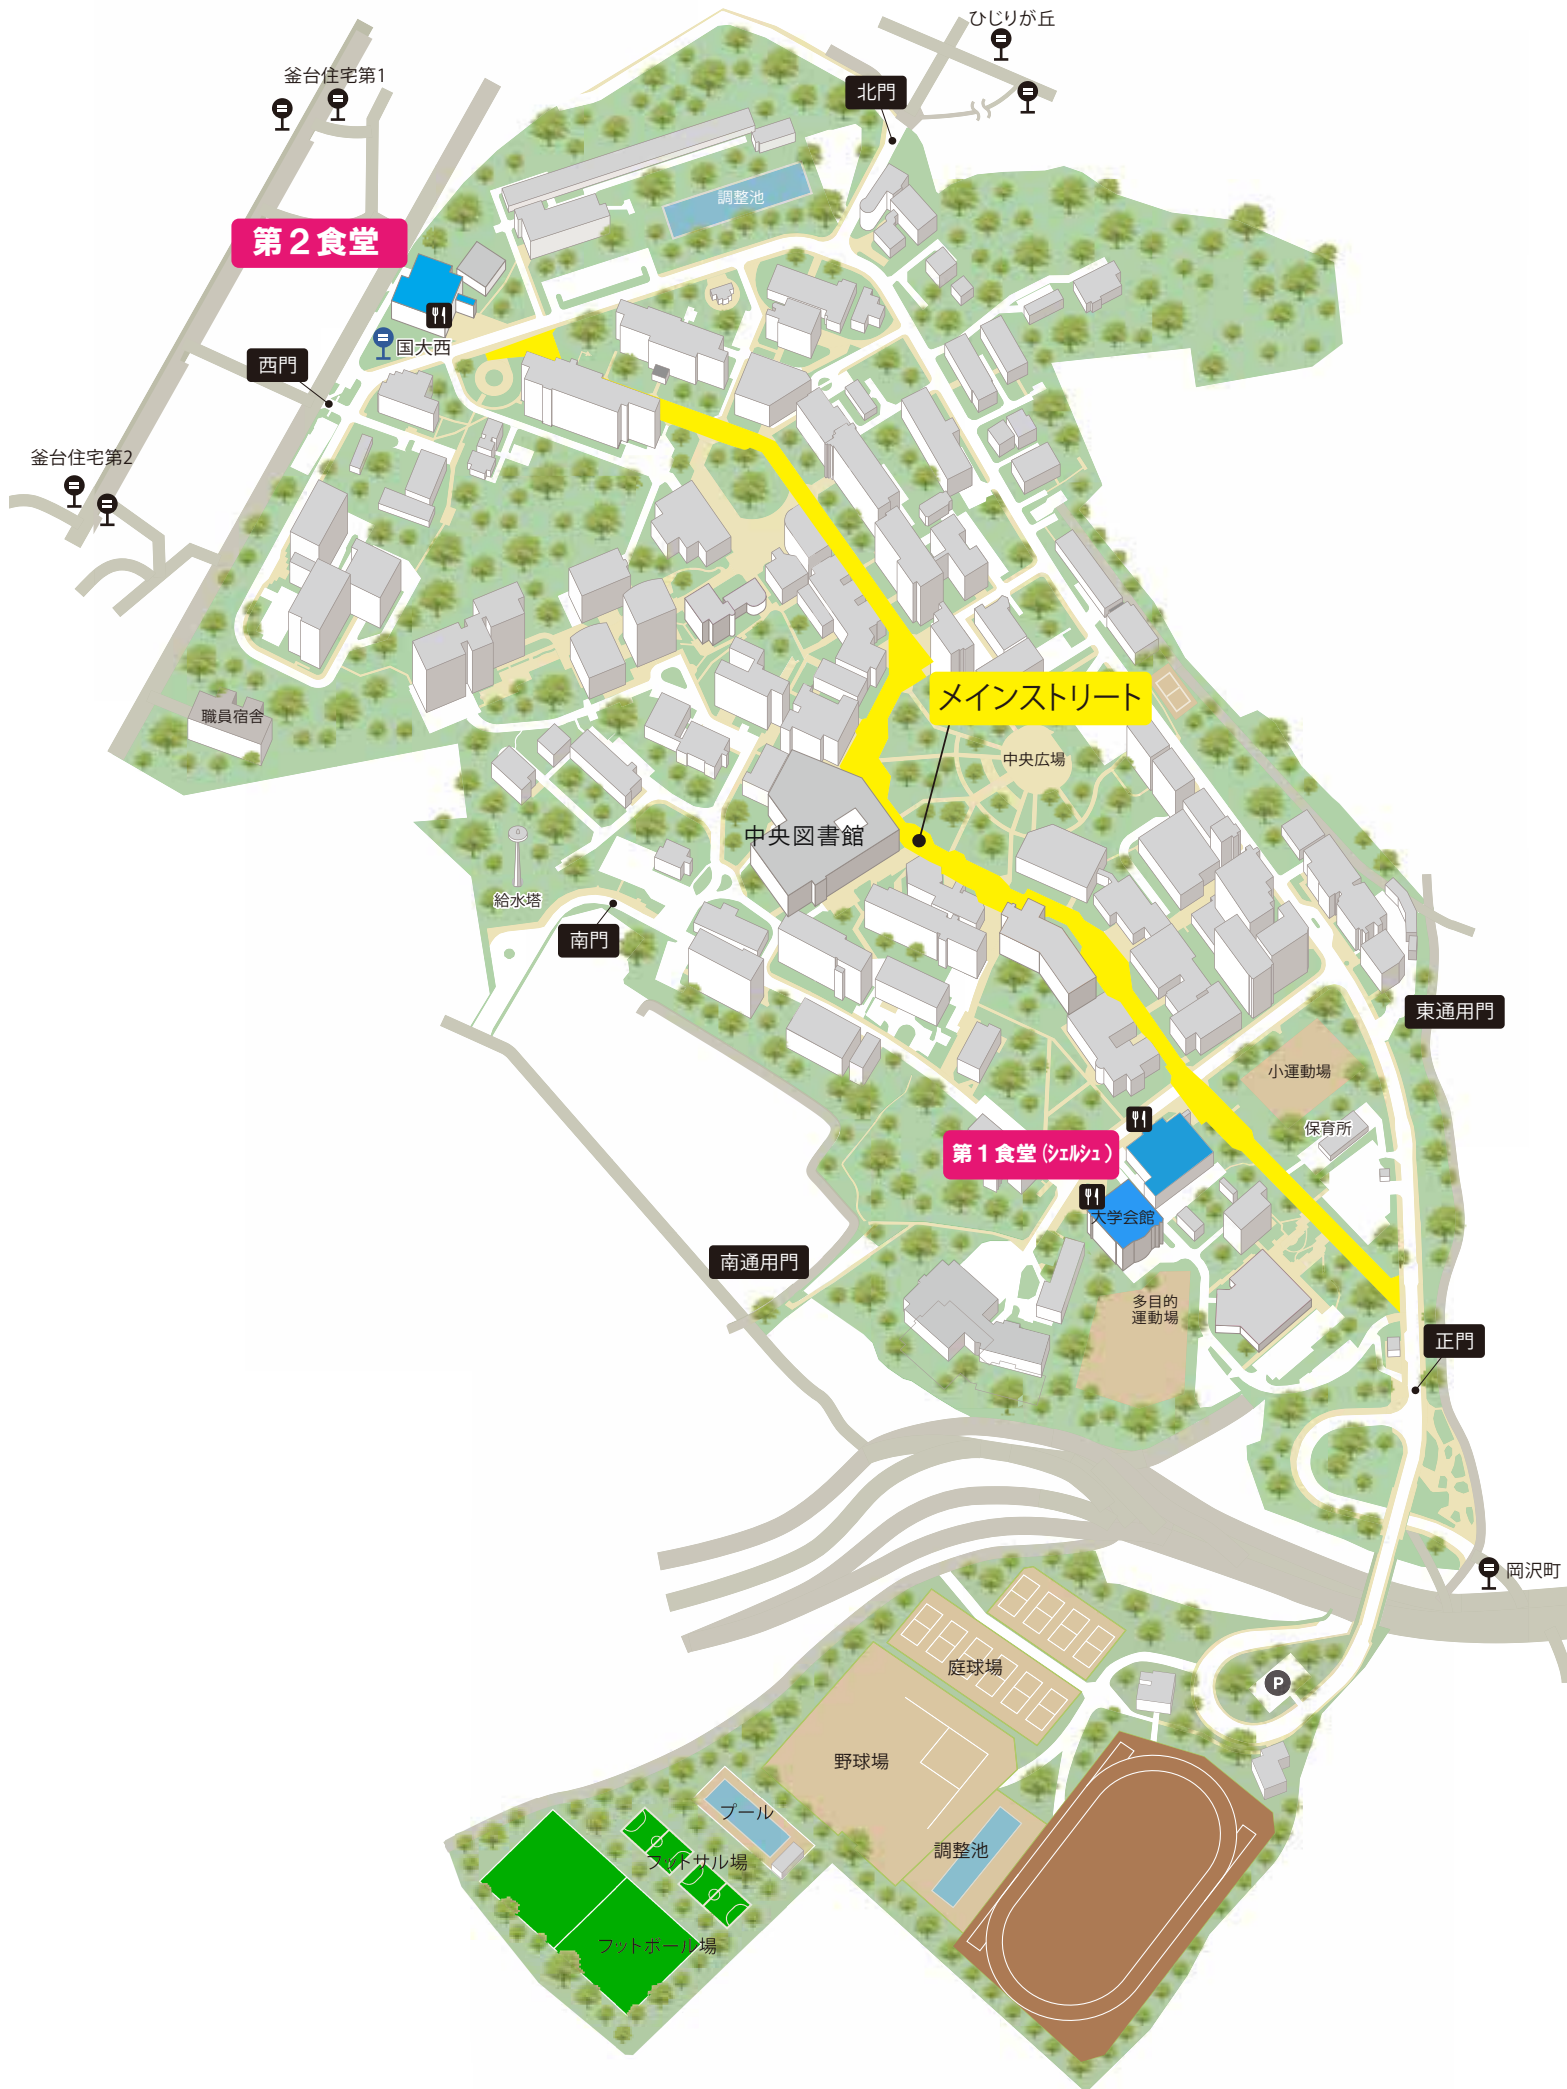 ひじりが丘
釜台住宅第1
北門
調整池
第2食堂
国大西
西門
釜台住宅第2
メインストリート
職員宿舎
中央広場
中央図書館
給水塔
南門
東通用門
小運動場
保育所
第1食堂(シェルシュ)
大学会館
南通用門
多目的
運動場
正門
岡沢町
庭球場
P
野球場
プール
調整池
フットサル場
フットボール場